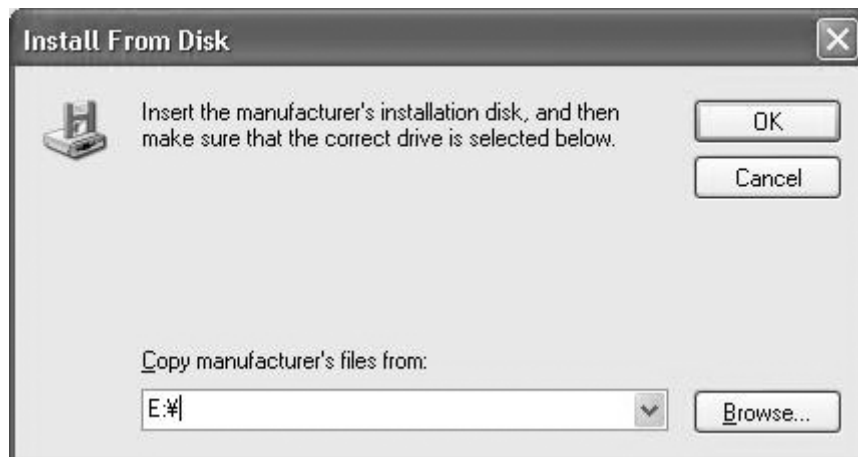 Install From Disk
Insert the manufacturer's installation disk, and then
make sure that the correct drive is selected below.
OK
Cancel
Copy manufacturer's files from:
E:¥
Browse...